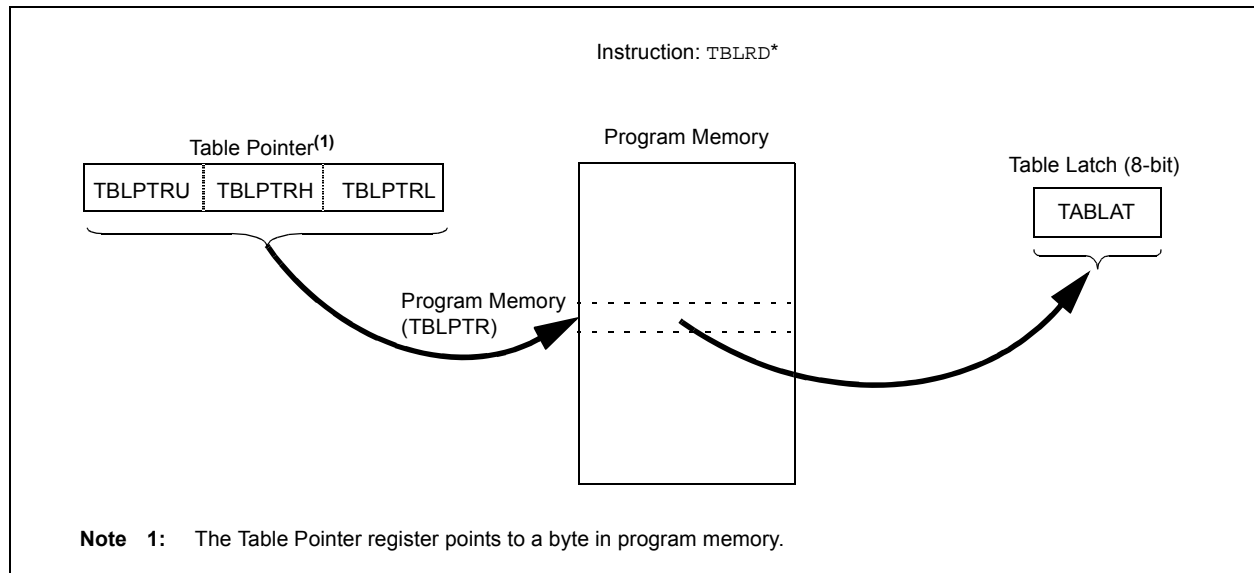 Instruction: TBLRD*
Table Pointer(1)
TBLPTRU TBLPTRH TBLPTRL
Program Memory
Table Latch (8-bit)
TABLAT
Program Memory
(TBLPTR)
Note 1: The Table Pointer register points to a byte in program memory.